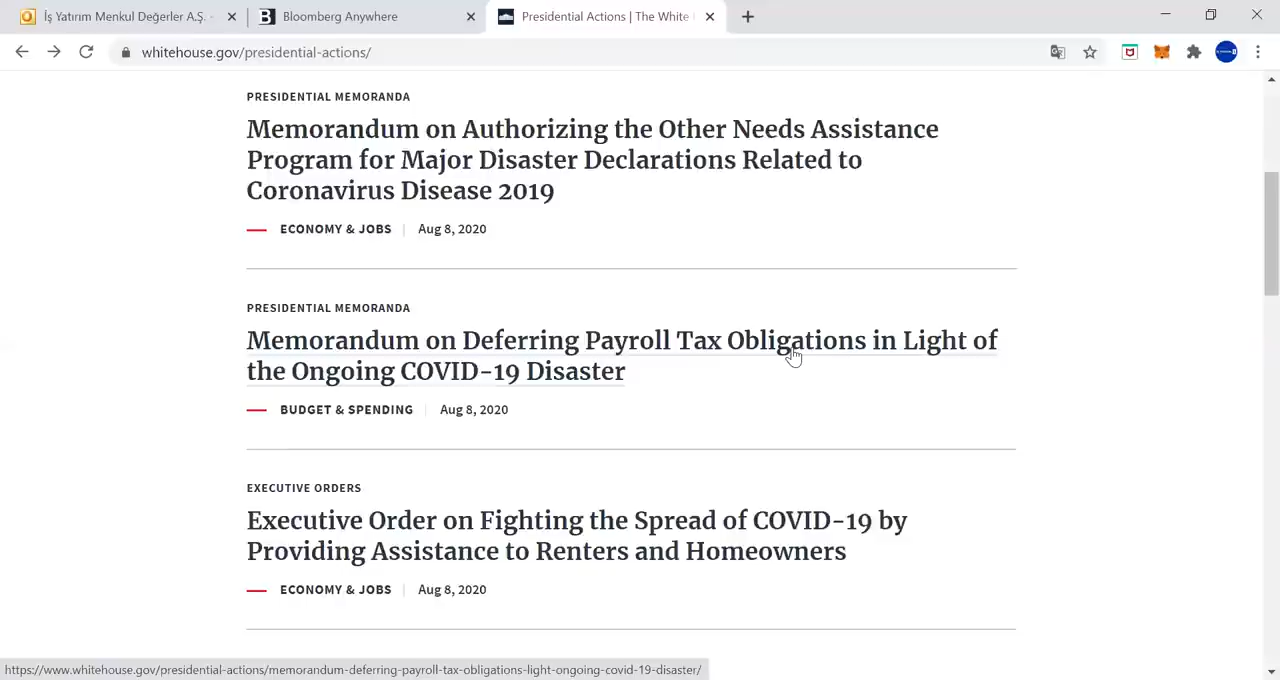 İş Yatırım Menkul Değerler A.Ş. -
Bloomberg Anywhere
Presidential Actions | The White
whitehouse.gov/presidential-actions/
PRESIDENTIAL MEMORANDA
Memorandum on Authorizing the Other Needs Assistance
Program for Major Disaster Declarations Related to
Coronavirus Disease 2019
ECONOMY & JOBS | Aug 8, 2020
PRESIDENTIAL MEMORANDA
Memorandum on Deferring Payroll Tax Obligations in Light of
the Ongoing COVID-19 Disaster
BUDGET & SPENDING | Aug 8, 2020
EXECUTIVE ORDERS
Executive Order on Fighting the Spread of COVID-19 by
Providing Assistance to Renters and Homeowners
ECONOMY & JOBS | Aug 8, 2020
https://www.whitehouse.gov/presidential-actions/memorandum-deferring-payroll-tax-obligations-light-ongoing-covid-19-disaster/